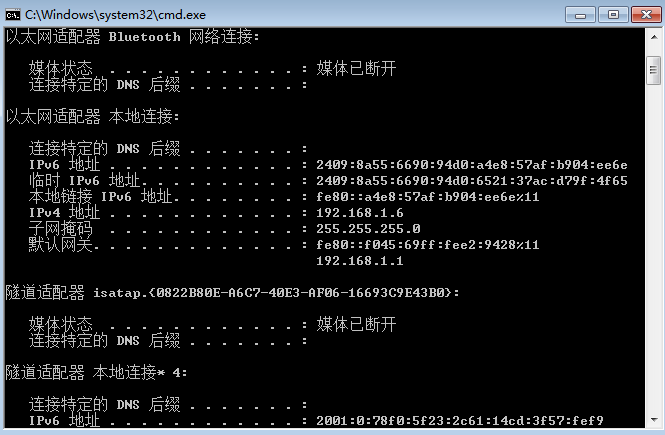 C:\Windows\system32\cmd.exe
以太网适配器 Bluetooth 网络连接:
媒体状态 . . . . . . . . . . . . : 媒体已断开
连接特定的 DNS 后缀 . . . . . . . :
以太网适配器 本地连接:
连接特定的 DNS 后缀 . . . . . . . :
IPv6 地址 . . . . . . . . . . . . : 2409:8a55:6690:94d0:a4e8:57af:b904:ee6e
临时 IPv6 地址. . . . . . . . . . : 2409:8a55:6690:94d0:6521:37ac:d79f:4f65
本地链接 IPv6 地址. . . . . . . . : fe80::a4e8:57af:b904:ee6e%11
IPv4 地址 . . . . . . . . . . . . : 192.168.1.6
子网掩码 . . . . . . . . . . . . : 255.255.255.0
默认网关. . . . . . . . . . . . . : fe80::f045:69ff:fee2:9428%11
192.168.1.1
隧道适配器 isatap.{0822B80E-A6C7-40E3-AF06-16693C9E43B0}:
媒体状态 . . . . . . . . . . . . : 媒体已断开
连接特定的 DNS 后缀 . . . . . . . :
隧道适配器 本地连接* 4:
连接特定的 DNS 后缀 . . . . . . . :
IPv6 地址 . . . . . . . . . . . . : 2001:0:78f0:5f23:2c61:14cd:3f57:fef9